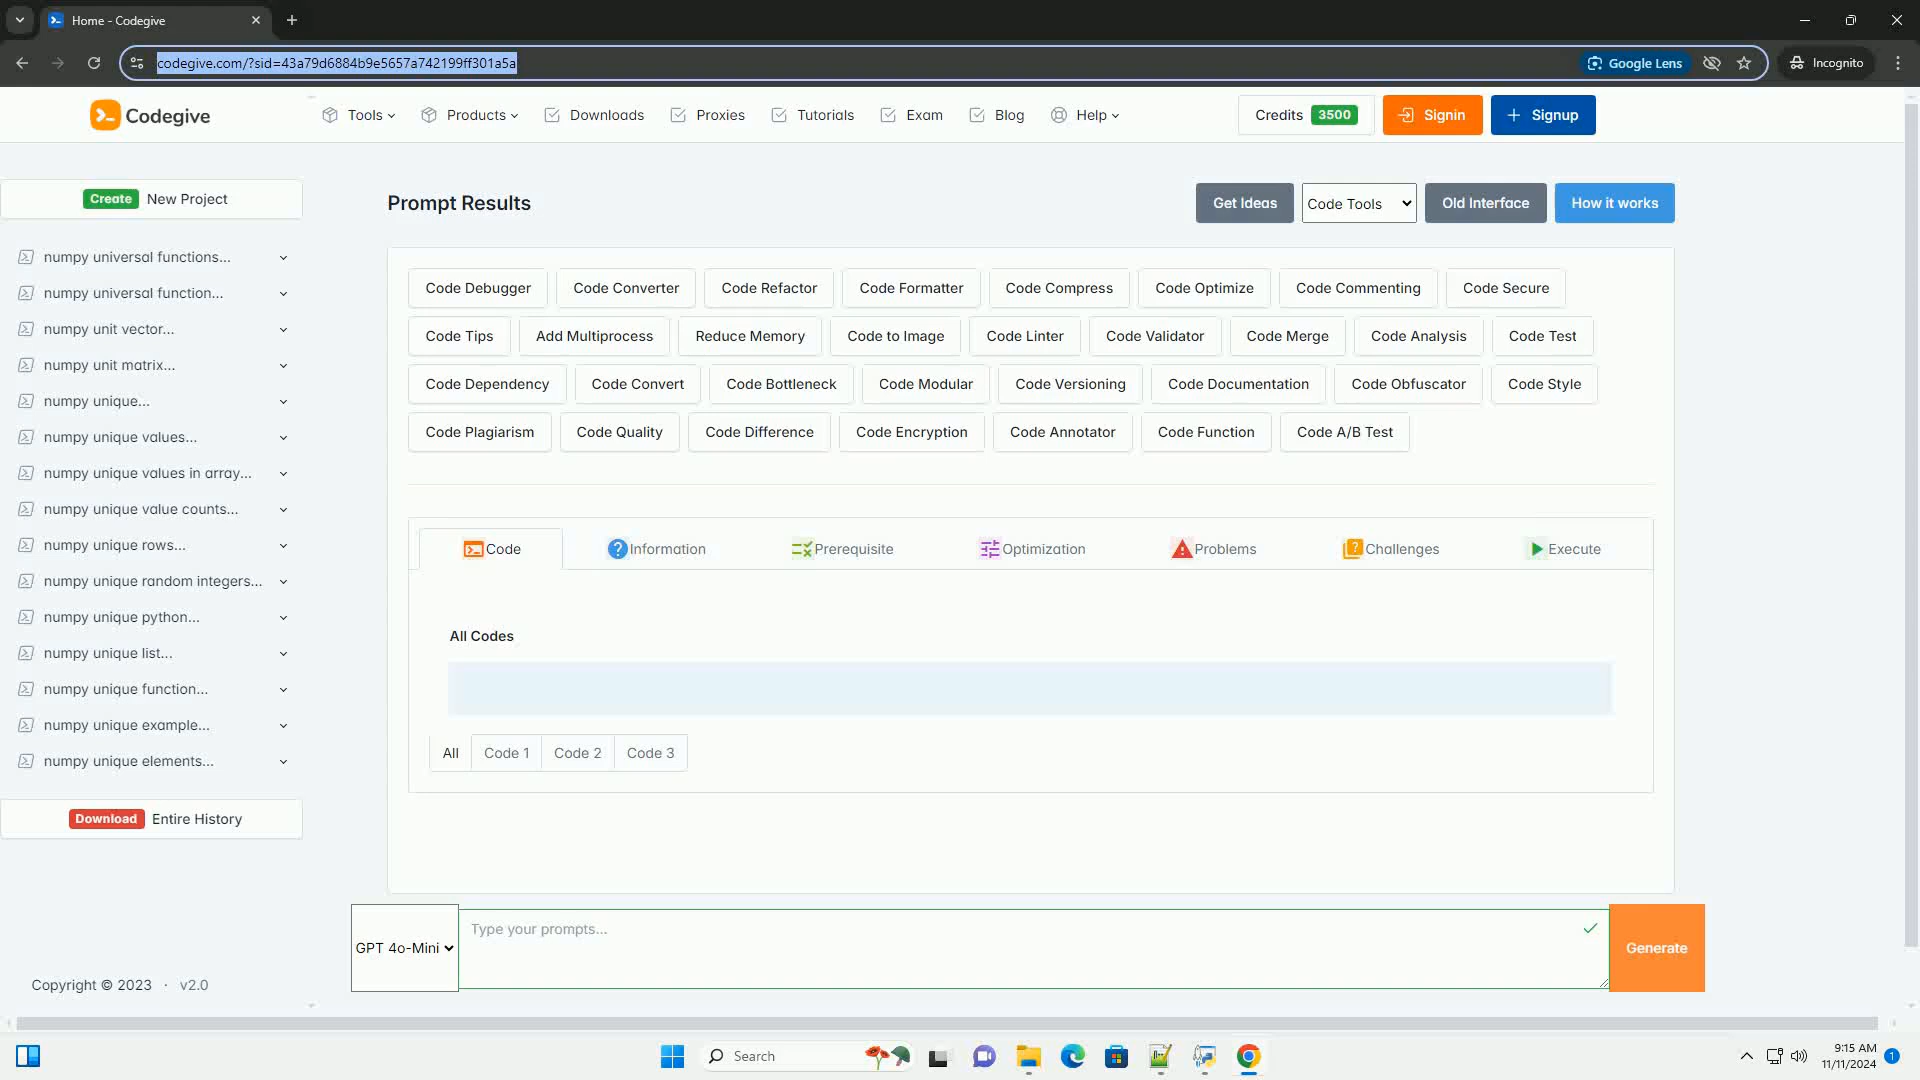 Home - Codegive
codegive.com/?sid=43a79d6884b9e5657a742199ff301a5a
Google Lens
Incognito
Codegive
Tools
Products
Downloads
Proxies
Tutorials
Exam
Blog
Help
Credits 3500
Signin
Signup
Create New Project
Prompt Results
Get Ideas
Code Tools
Old Interface
How it works
numpy universal functions...
numpy universal function...
numpy unit vector...
numpy unit matrix...
numpy unique...
numpy unique values...
numpy unique values in array...
numpy unique value counts...
numpy unique rows...
numpy unique random integers...
numpy unique python...
numpy unique list...
numpy unique function...
numpy unique example...
numpy unique elements...
Download Entire History
Copyright © 2023 · v2.0
Code Debugger
Code Converter
Code Refactor
Code Formatter
Code Compress
Code Optimize
Code Commenting
Code Secure
Code Tips
Add Multiprocess
Reduce Memory
Code to Image
Code Linter
Code Validator
Code Merge
Code Analysis
Code Test
Code Dependency
Code Convert
Code Bottleneck
Code Modular
Code Versioning
Code Documentation
Code Obfuscator
Code Style
Code Plagiarism
Code Quality
Code Difference
Code Encryption
Code Annotator
Code Function
Code A/B Test
Code
Information
Prerequisite
Optimization
Problems
Challenges
Execute
All Codes
All
Code 1
Code 2
Code 3
GPT 4o-Mini
Type your prompts...
Generate
Search
9:15 AM
11/11/2024
1